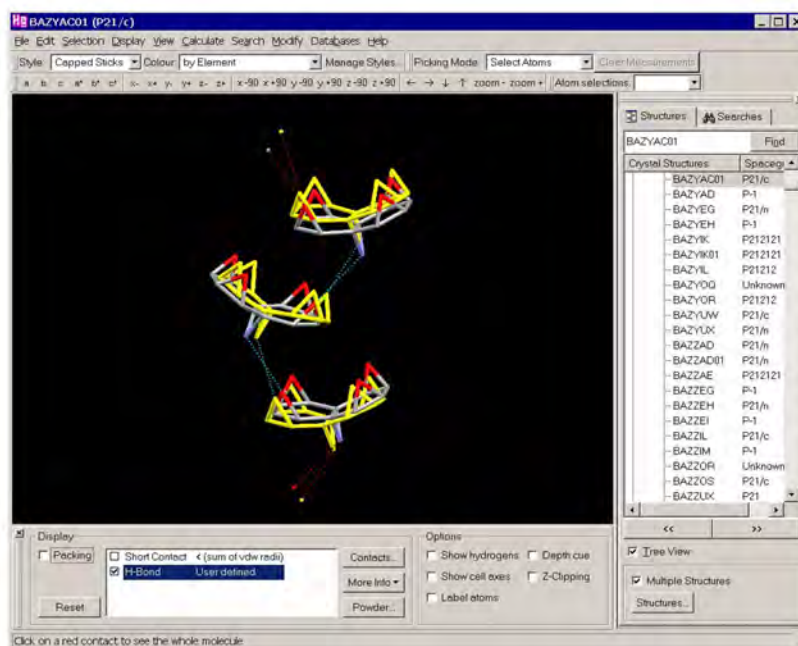 Hg BAZYAC01 (P21/c)
File Edit Selection Display View Calculate Search Modify Databases Help
Style: Capped Sticks Colour: by Element Manage Styles... Picking Mode: Select Atoms Clear Measurements
a b c a* b* c* x- x+ y- y+ z- z+ x-90 x+90 y-90 y+90 z-90 z+90 ← → ↓ ↑ zoom- zoom+ Atom selections:
Structures Searches
BAZYAC01 Find
Crystal Structures Spacegr
BAZYAC01 P21/c
BAZYAD P-1
BAZYEG P21/n
BAZYEH P-1
BAZYIK P212121
BAZYIK01 P212121
BAZYIL P21212
BAZYOQ Unknown
BAZYOR P21212
BAZYUW P21/c
BAZYUX P21/n
BAZZAD P21/n
BAZZAD01 P21/n
BAZZAE P212121
BAZZEG P-1
BAZZEH P21/n
BAZZEI P-1
BAZZIL P21/c
BAZZIM P-1
BAZZOR Unknown
BAZZOS P21/c
BAZZUX P21
<< >>
Tree View
Multiple Structures
Structures...
Display
Packing
Short Contact < (sum of vdw radii)
H-Bond User defined
Reset
Contacts...
More Info
Powder...
Options
Show hydrogens Depth cue
Show cell axes Z-Clipping
Label atoms
Click on a red contact to see the whole molecule